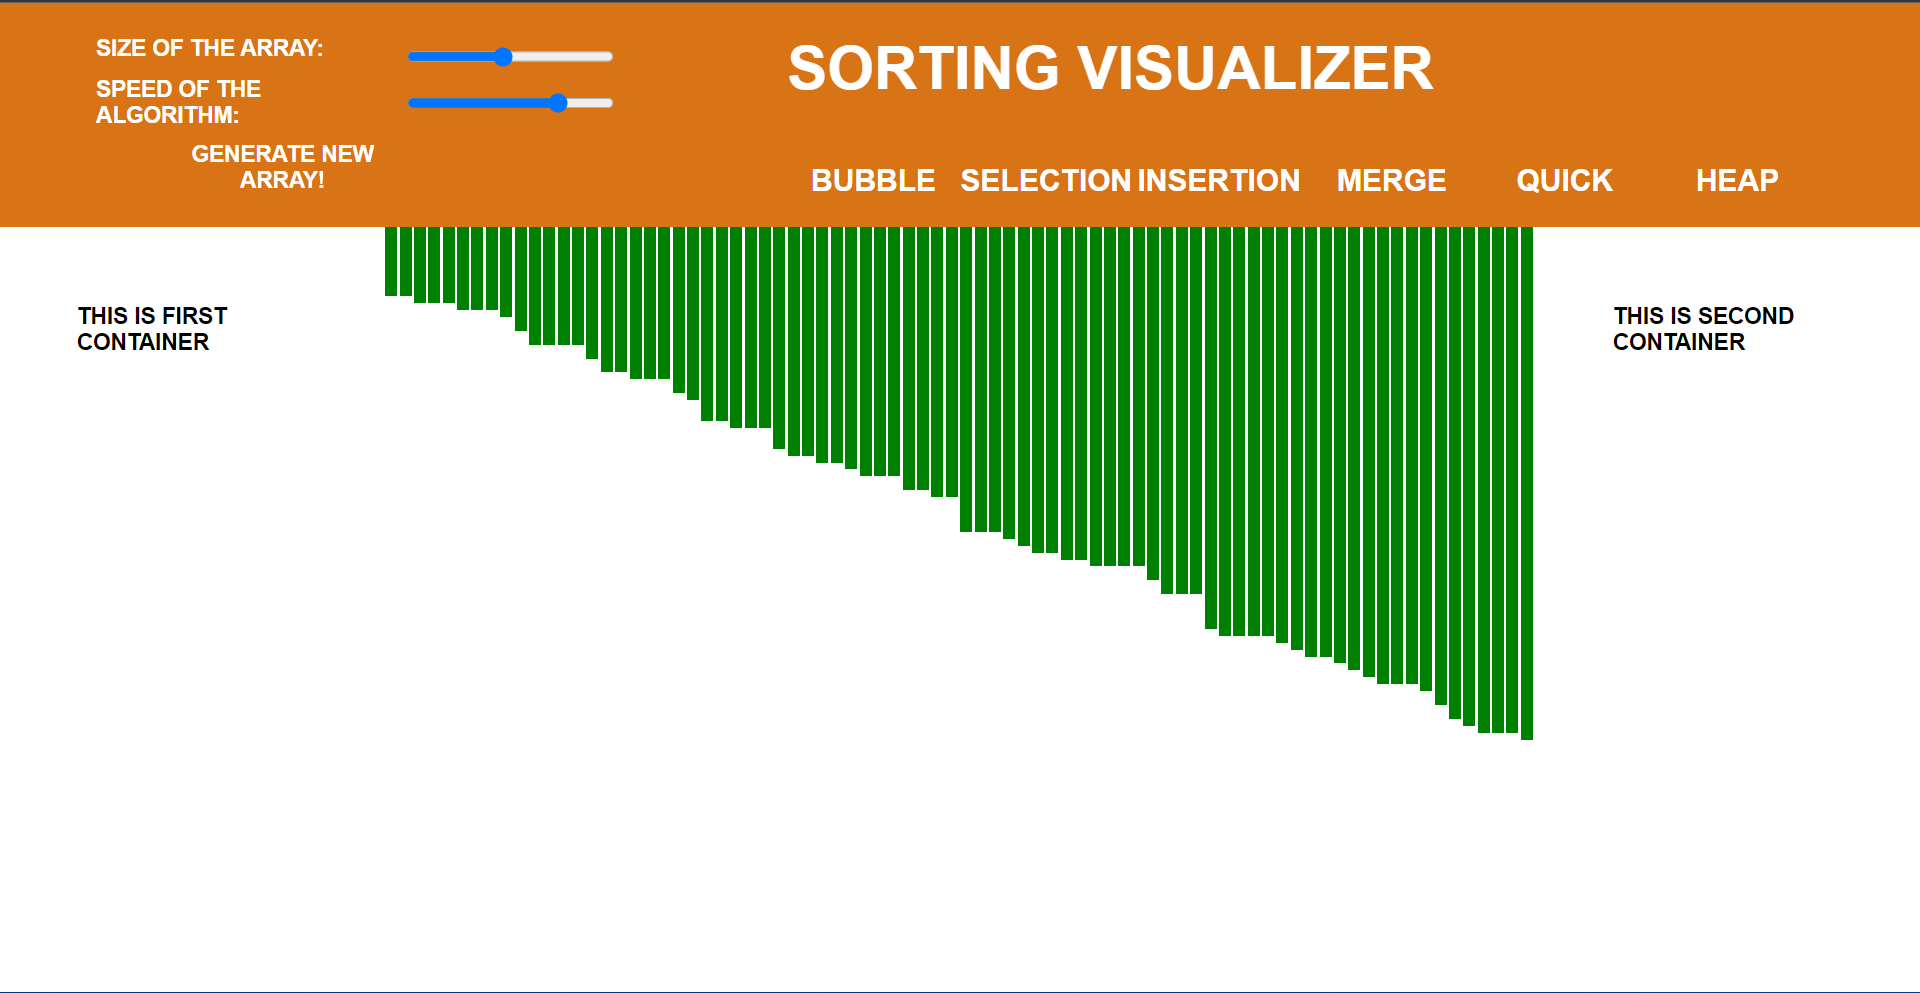 SIZE OF THE ARRAY:
SPEED OF THE
ALGORITHM:
GENERATE NEW
ARRAY!
SORTING VISUALIZER
BUBBLE SELECTION INSERTION MERGE QUICK HEAP
THIS IS FIRST
CONTAINER
THIS IS SECOND
CONTAINER